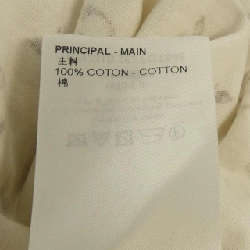 PRINCIPAL - MAIN
主料
100% COTON - COTTON
棉